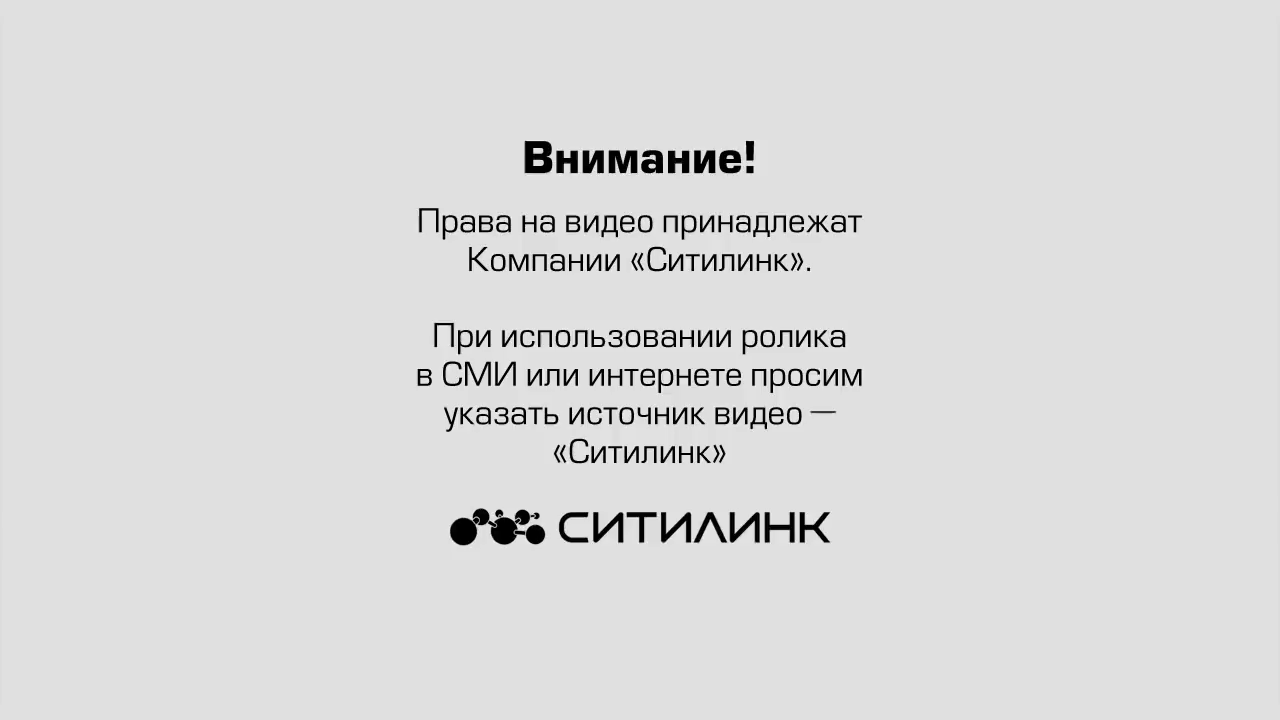 Внимание!
Права на видео принадлежат
Компании «Ситилинк».
При использовании ролика
в СМИ или интернете просим
указать источник видео —
«Ситилинк»
СИТИЛИНК